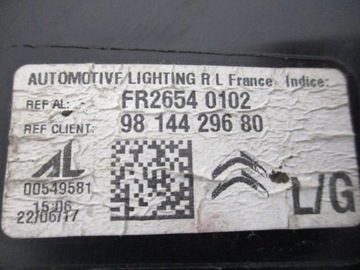 AUTOMOTIVE LIGHTING R L France Indice:
REF AL: FR2654 0102
REF CLIENT: 98 144 296 80
AL
00549581
15:06
22/06/17
L/G